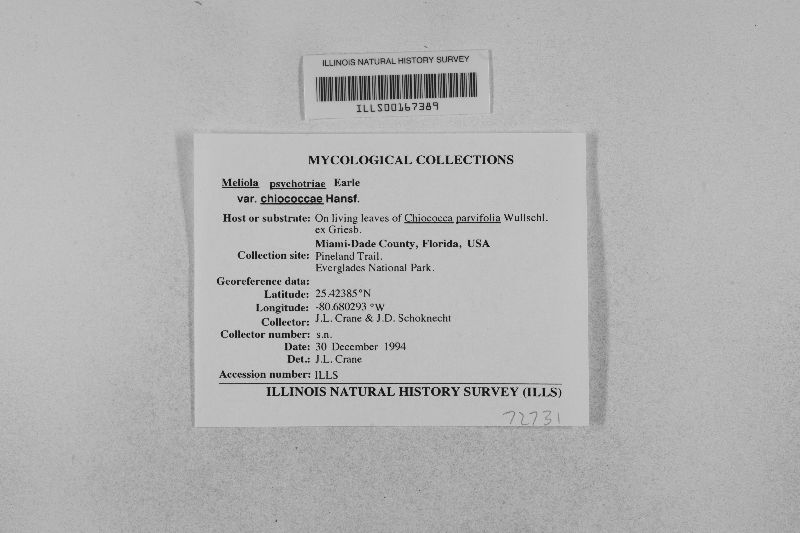 ILLINOIS NATURAL HISTORY SURVEY
ILLS00167389
MYCOLOGICAL COLLECTIONS
Meliola psychotriae Earle
var. chiococcae Hansf.
Host or substrate: On living leaves of Chiococca parvifolia Wullschl.
ex Griesb.
Miami-Dade County, Florida, USA
Collection site: Pineland Trail.
Everglades National Park.
Georeference data:
Latitude: 25.42385°N
Longitude: -80.680293 °W
Collector: J.L. Crane & J.D. Schoknecht
Collector number: s.n.
Date: 30 December 1994
Det.: J.L. Crane
Accession number: ILLS
ILLINOIS NATURAL HISTORY SURVEY (ILLS)
72731